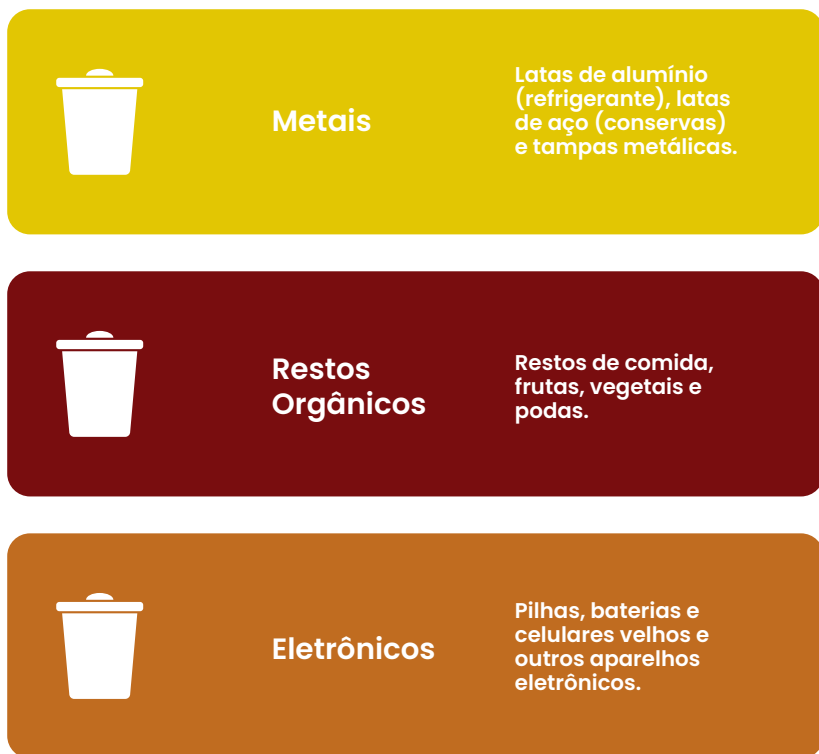 Metais
Latas de alumínio
(refrigerante), latas
de aço (conservas)
e tampas metálicas.
Restos
Orgânicos
Restos de comida,
frutas, vegetais e
podas.
Eletrônicos
Pilhas, baterias e
celulares velhos e
outros aparelhos
eletrônicos.